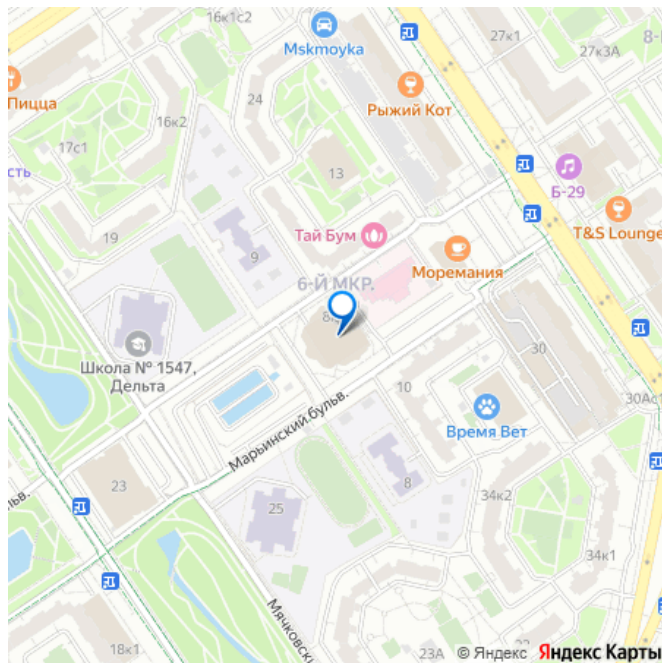 16к1с2
Mskmoyka
27к1
27к3А
Пицца
24
Рыжий Кот
16к2
17с1
13
Б-29
T&S Lounge
19
Тай Бум
9
Моремания
6-Й МКР.
30
Школа № 1547,
Дельта
10
30Ас1
Время Вет
Марьинский бульв.
23
8
34к2
25
34к1
Мячковски
18к1
23А
22
© Яндекс Яндекс Карты